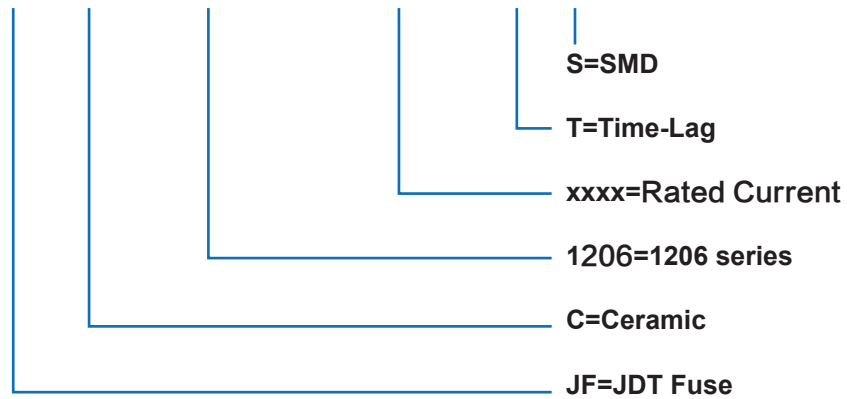 S=SMD
T=Time-Lag
xxxx=Rated Current
1206=1206 series
C=Ceramic
JF=JDT Fuse